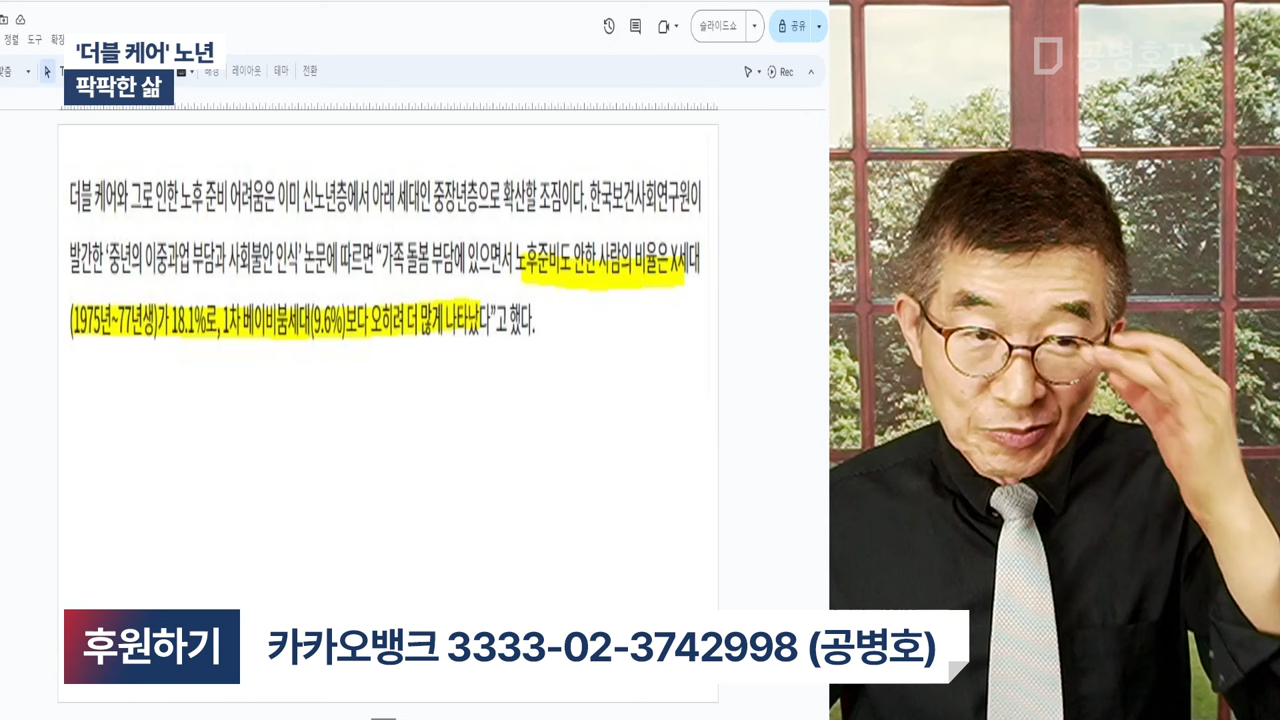 정렬 도구 확장
슬라이드쇼
공유
'더블 케어' 노년
팍팍한 삶
맞춤
배경 레이아웃 테마 전환
Rec
공병호TV
더블 케어와 그로 인한 노후 준비 어려움은 이미 신노년층에서 아래 세대인 중장년층으로 확산할 조짐이다. 한국보건사회연구원이
발간한 ‘중년의 이중과업 부담과 사회불안 인식’ 논문에 따르면 “가족 돌봄 부담에 있으면서 노후준비도 안한 사람의 비율은 X세대
(1975년~77년생)가 18.1%로, 1차 베이비붐세대(9.6%)보다 오히려 더 많게 나타났다”고 했다.
후원하기
카카오뱅크 3333-02-3742998 (공병호)